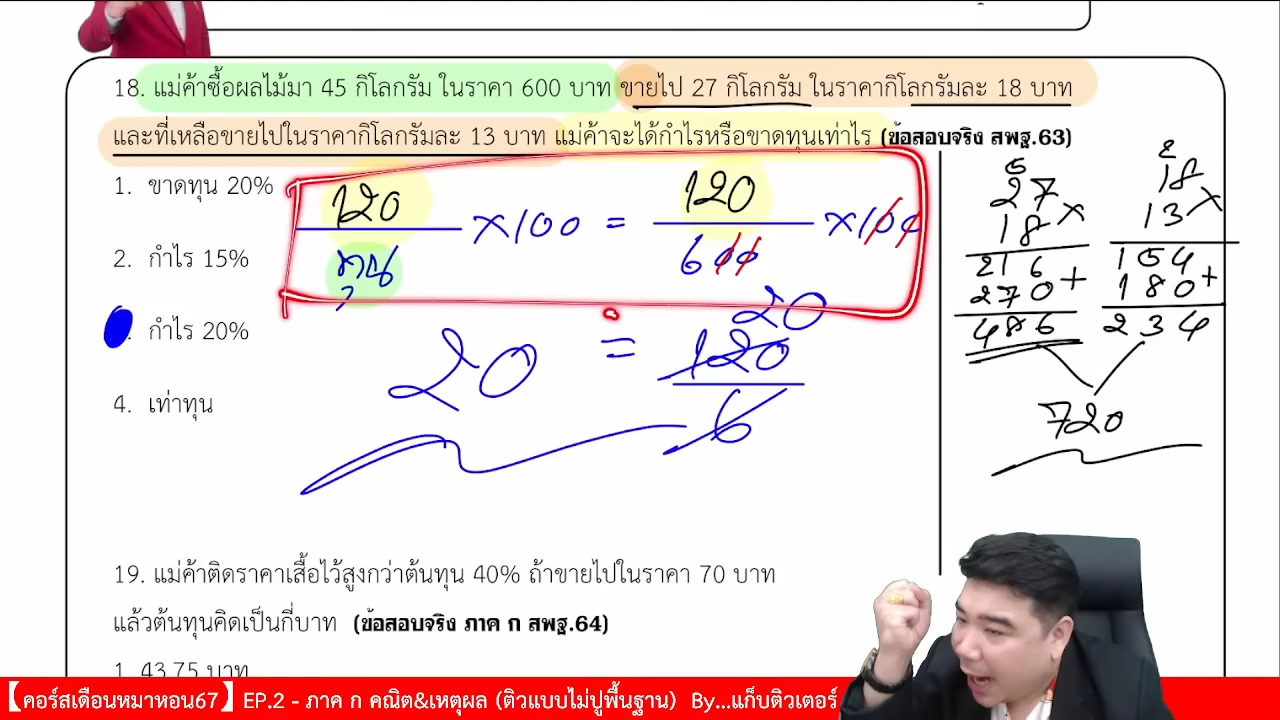 18. แม่ค้าซื้อผลไม้มา 45 กิโลกรัม ในราคา 600 บาท ขายไป 27 กิโลกรัม ในราคากิโลกรัมละ 18 บาท
และที่เหลือขายไปในราคากิโลกรัมละ 13 บาท แม่ค้าจะได้กำไรหรือขาดทุนเท่าไร (ข้อสอบจริง สพฐ.63)
1. ขาดทุน 20%
2. กำไร 15%
กำไร 20%
4. เท่าทุน
120
ทุน
×100 =
120
600
×100
20
=
20
120
6
5
27
18 ×
216
270 +
486
2
18
13 ×
154
180 +
234
720
19. แม่ค้าติดราคาเสื้อไว้สูงกว่าต้นทุน 40% ถ้าขายไปในราคา 70 บาท
แล้วต้นทุนคิดเป็นกี่บาท (ข้อสอบจริง ภาค ก สพฐ.64)
1. 43.75 บาท
【คอร์สเดือนหมาหอน67】 EP.2 - ภาค ก คณิต&เหตุผล (ติวแบบไม่ปูพื้นฐาน) By...แก็บติวเตอร์